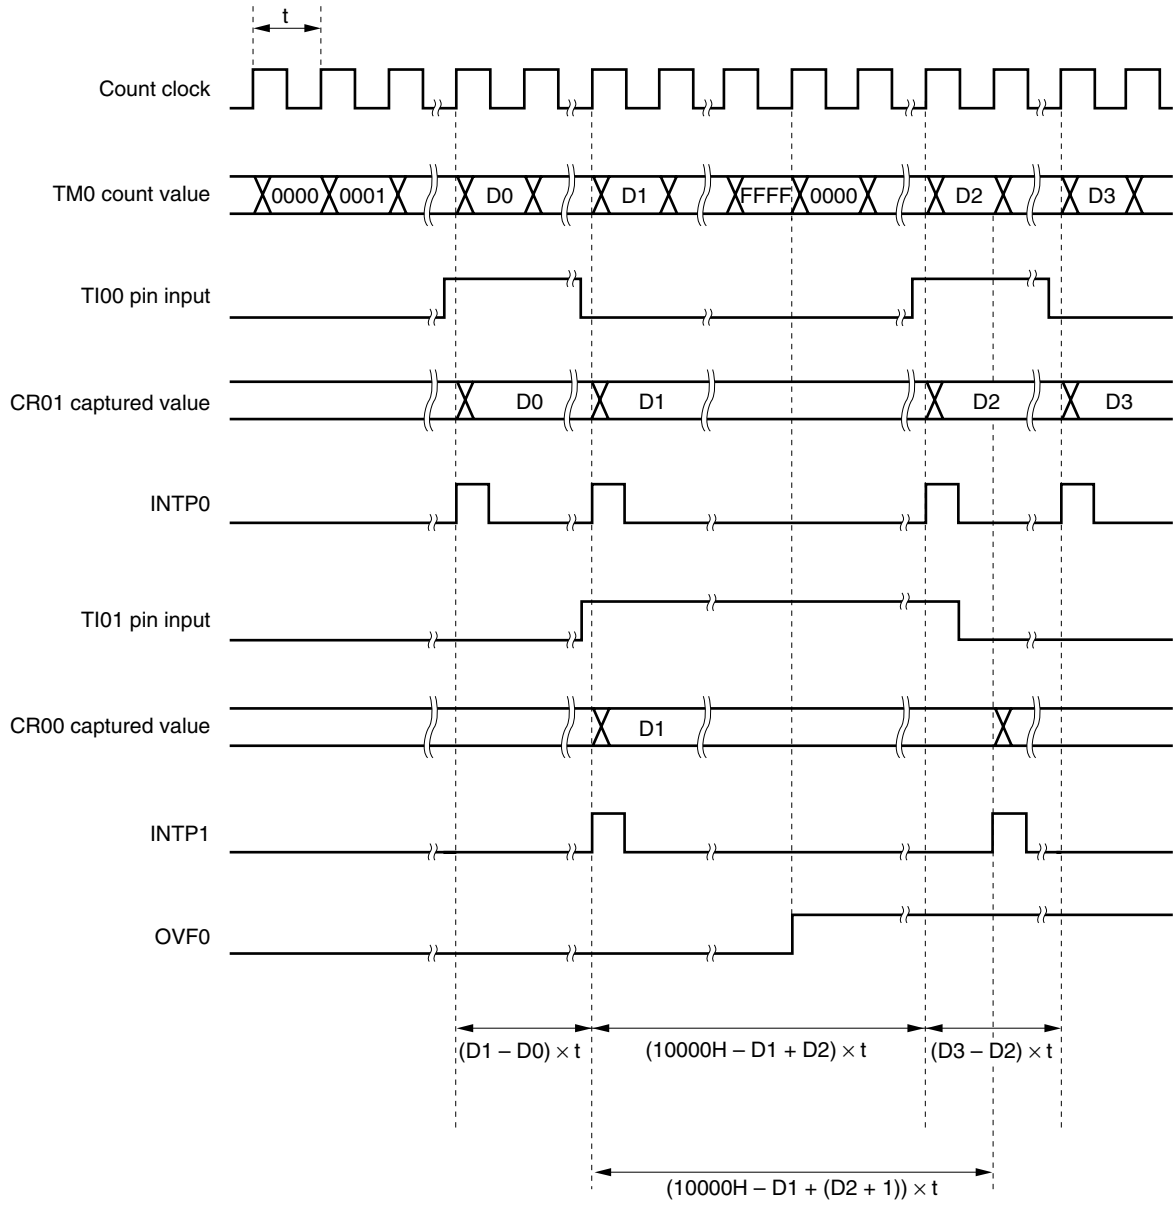 t
Count clock
TM0 count value 0000 0001 D0 D1 FFFF 0000 D2 D3
TI00 pin input
CR01 captured value D0 D1 D2 D3
INTP0
TI01 pin input
CR00 captured value D1
INTP1
OVF0
(D1 – D0) × t (10000H – D1 + D2) × t (D3 – D2) × t
(10000H – D1 + (D2 + 1)) × t